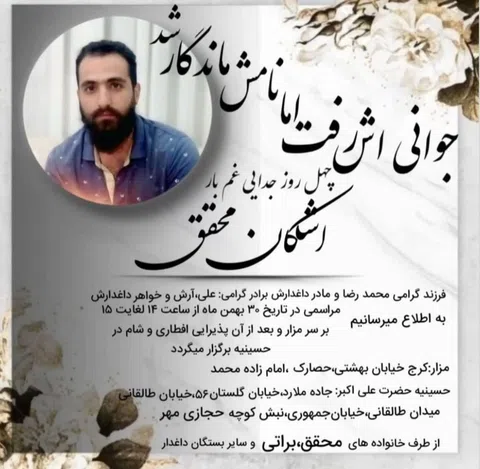 جوانی اش رفت اما نامش ماندگار شد
چهل روز جدایی غم بار
اشکان محقق
فرزند گرامی محمد رضا و مادر داغدارش برادر گرامی: علی،آرش و خواهر داغدارش
به اطلاع میرسانیم مراسمی در تاریخ ۳۰ بهمن ماه از ساعت ۱۴ لغایت ۱۵
بر سر مزار و بعد از آن پذیرایی افطاری و شام در
حسینیه برگزار میگردد
مزار:کرج خیابان بهشتی،حصارک ،امام زاده محمد
حسینیه حضرت علی اکبر: جاده ملارد،خیابان گلستان۵۶،خیابان طالقانی
میدان طالقانی،خیابان‌جمهوری،نبش کوچه حجازی مهر
از طرف خانواده های محقق،براتی و سایر بستگان داغدار